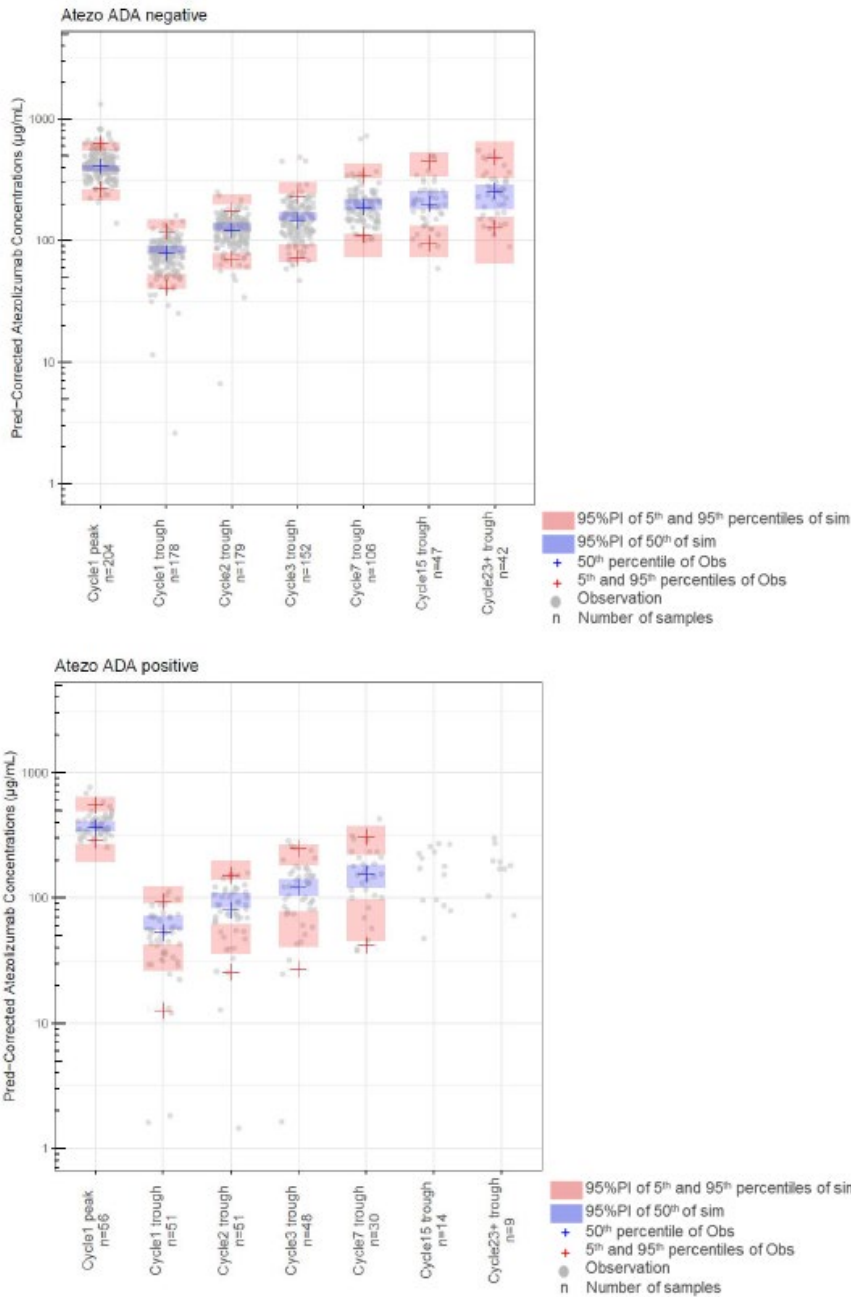 Atezo ADA negative
Pred-Corrected Atezolizumab Concentrations (µg/mL)
1000
100
10
1
Cycle1 peak
n=204
Cycle1 trough
n=178
Cycle2 trough
n=179
Cycle3 trough
n=152
Cycle7 trough
n=106
Cycle15 trough
n=47
Cycle23+ trough
n=42
95%PI of 5th and 95th percentiles of sim
95%PI of 50th of sim
50th percentile of Obs
5th and 95th percentiles of Obs
Observation
n Number of samples
Atezo ADA positive
Pred-Corrected Atezolizumab Concentrations (µg/mL)
1000
100
10
1
Cycle1 peak
n=56
Cycle1 trough
n=51
Cycle2 trough
n=51
Cycle3 trough
n=48
Cycle7 trough
n=30
Cycle15 trough
n=14
Cycle23+ trough
n=9
95%PI of 5th and 95th percentiles of sim
95%PI of 50th of sim
50th percentile of Obs
5th and 95th percentiles of Obs
Observation
n Number of samples